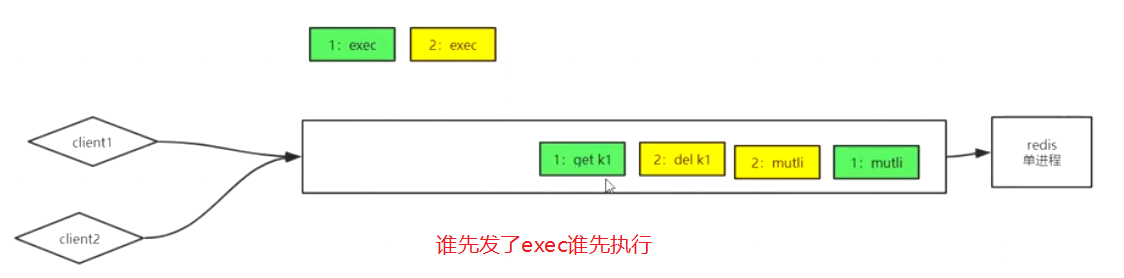 1：exec
2：exec
client1
1：get k1
2：del k1
2：mutli
1：mutli
redis
单进程
client2
谁先发了exec谁先执行